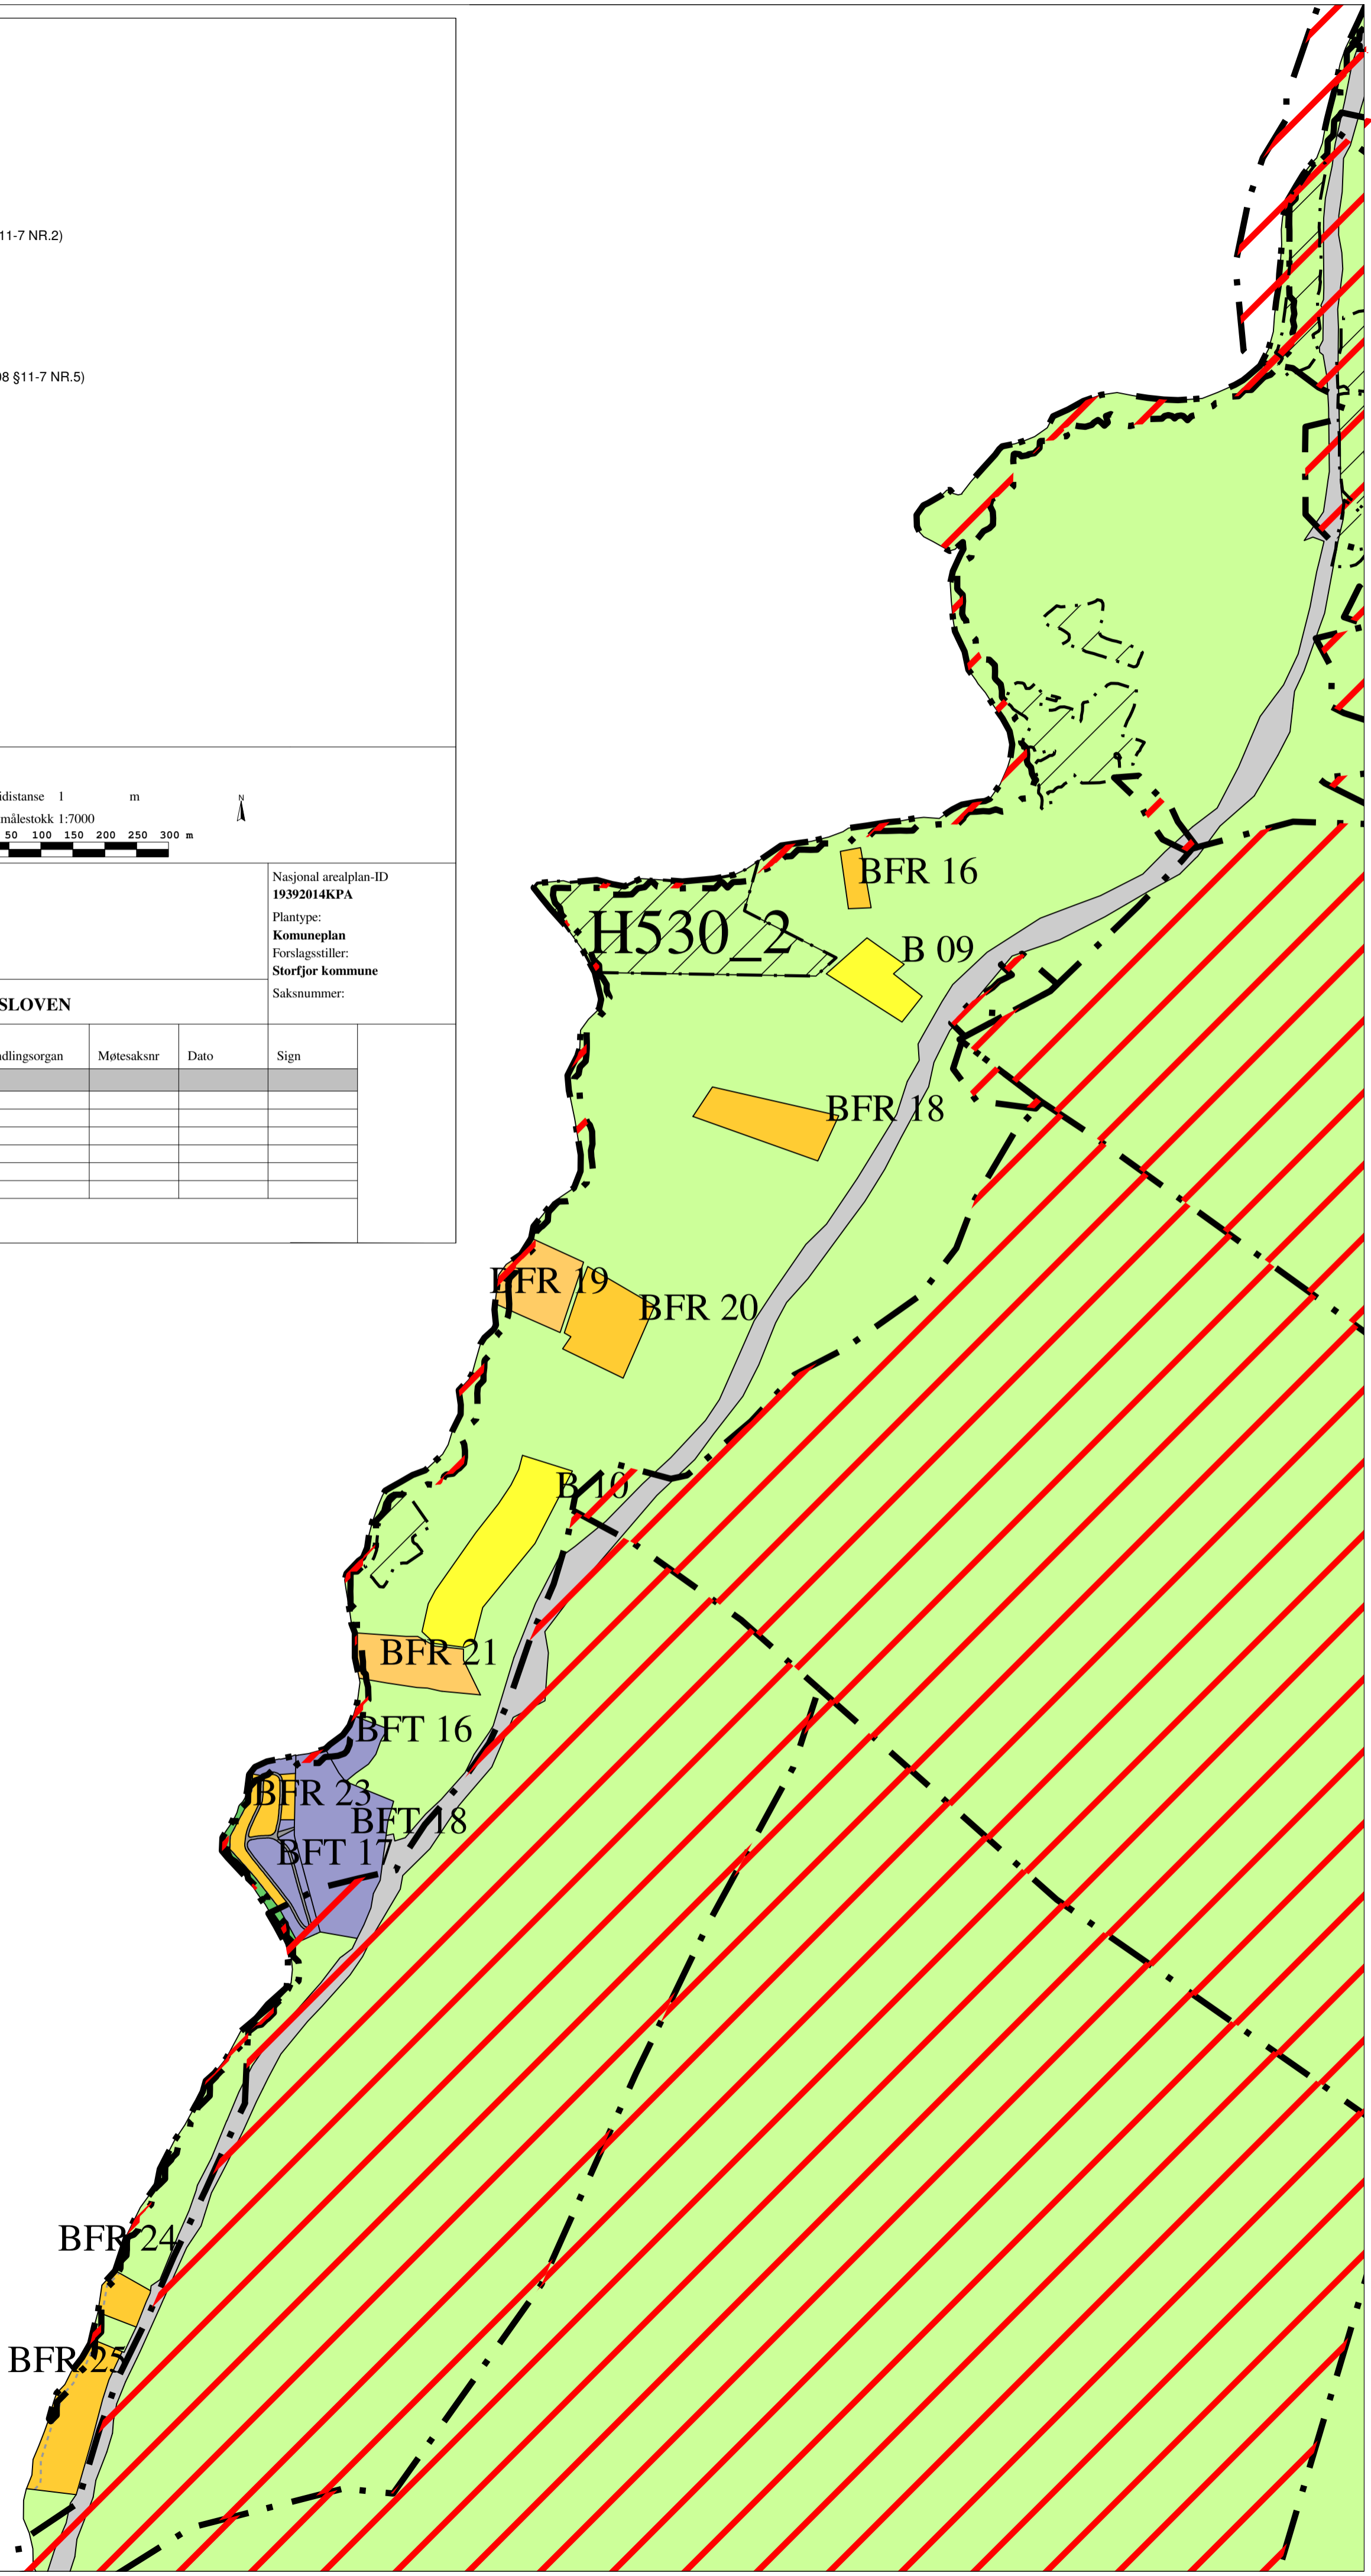 11-7 NR.2)
08 §11-7 NR.5)
idistanse 1 m
N
målestokk 1:7000
50 100 150 200 250 300 m
Nasjonal arealplan-ID
19392014KPA
Plantype:
Komuneplan
Forslagsstiller:
Storfjor kommune
Saksnummer:
SLOVEN
ndlingsorgan Møtesaksnr Dato Sign
BFR 16
H530_2
B 09
BFR 18
BFR 19
BFR 20
B 10
BFR 21
BFT 16
BFR 23
BFT 18
BFT 17
BFR 24
BFR 25